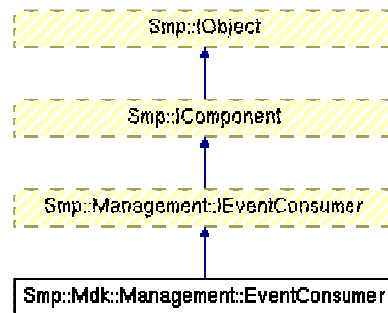 Smp::IObject
Smp::IComponent
Smp::Management::IEventConsumer
Smp::Mdk::Management::EventConsumer